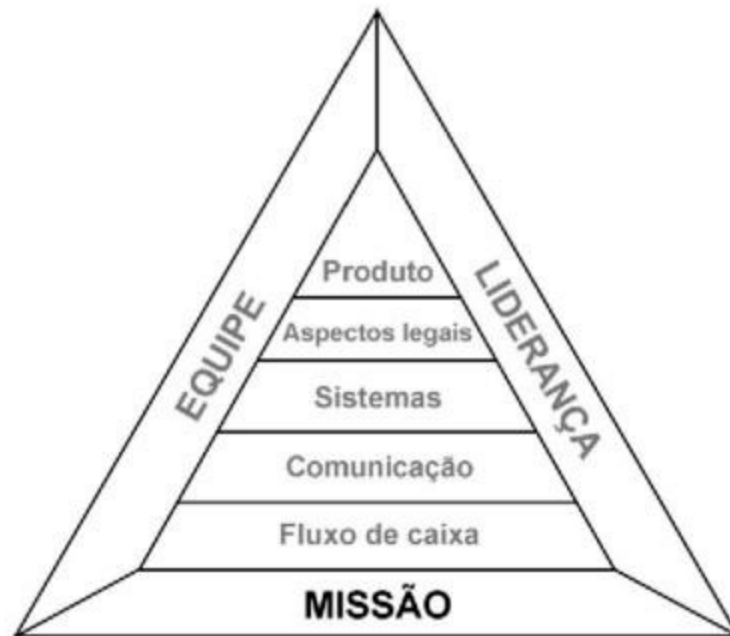 Produto
EQUIPE
LIDERANÇA
Aspectos legais
Sistemas
Comunicação
Fluxo de caixa
MISSÃO